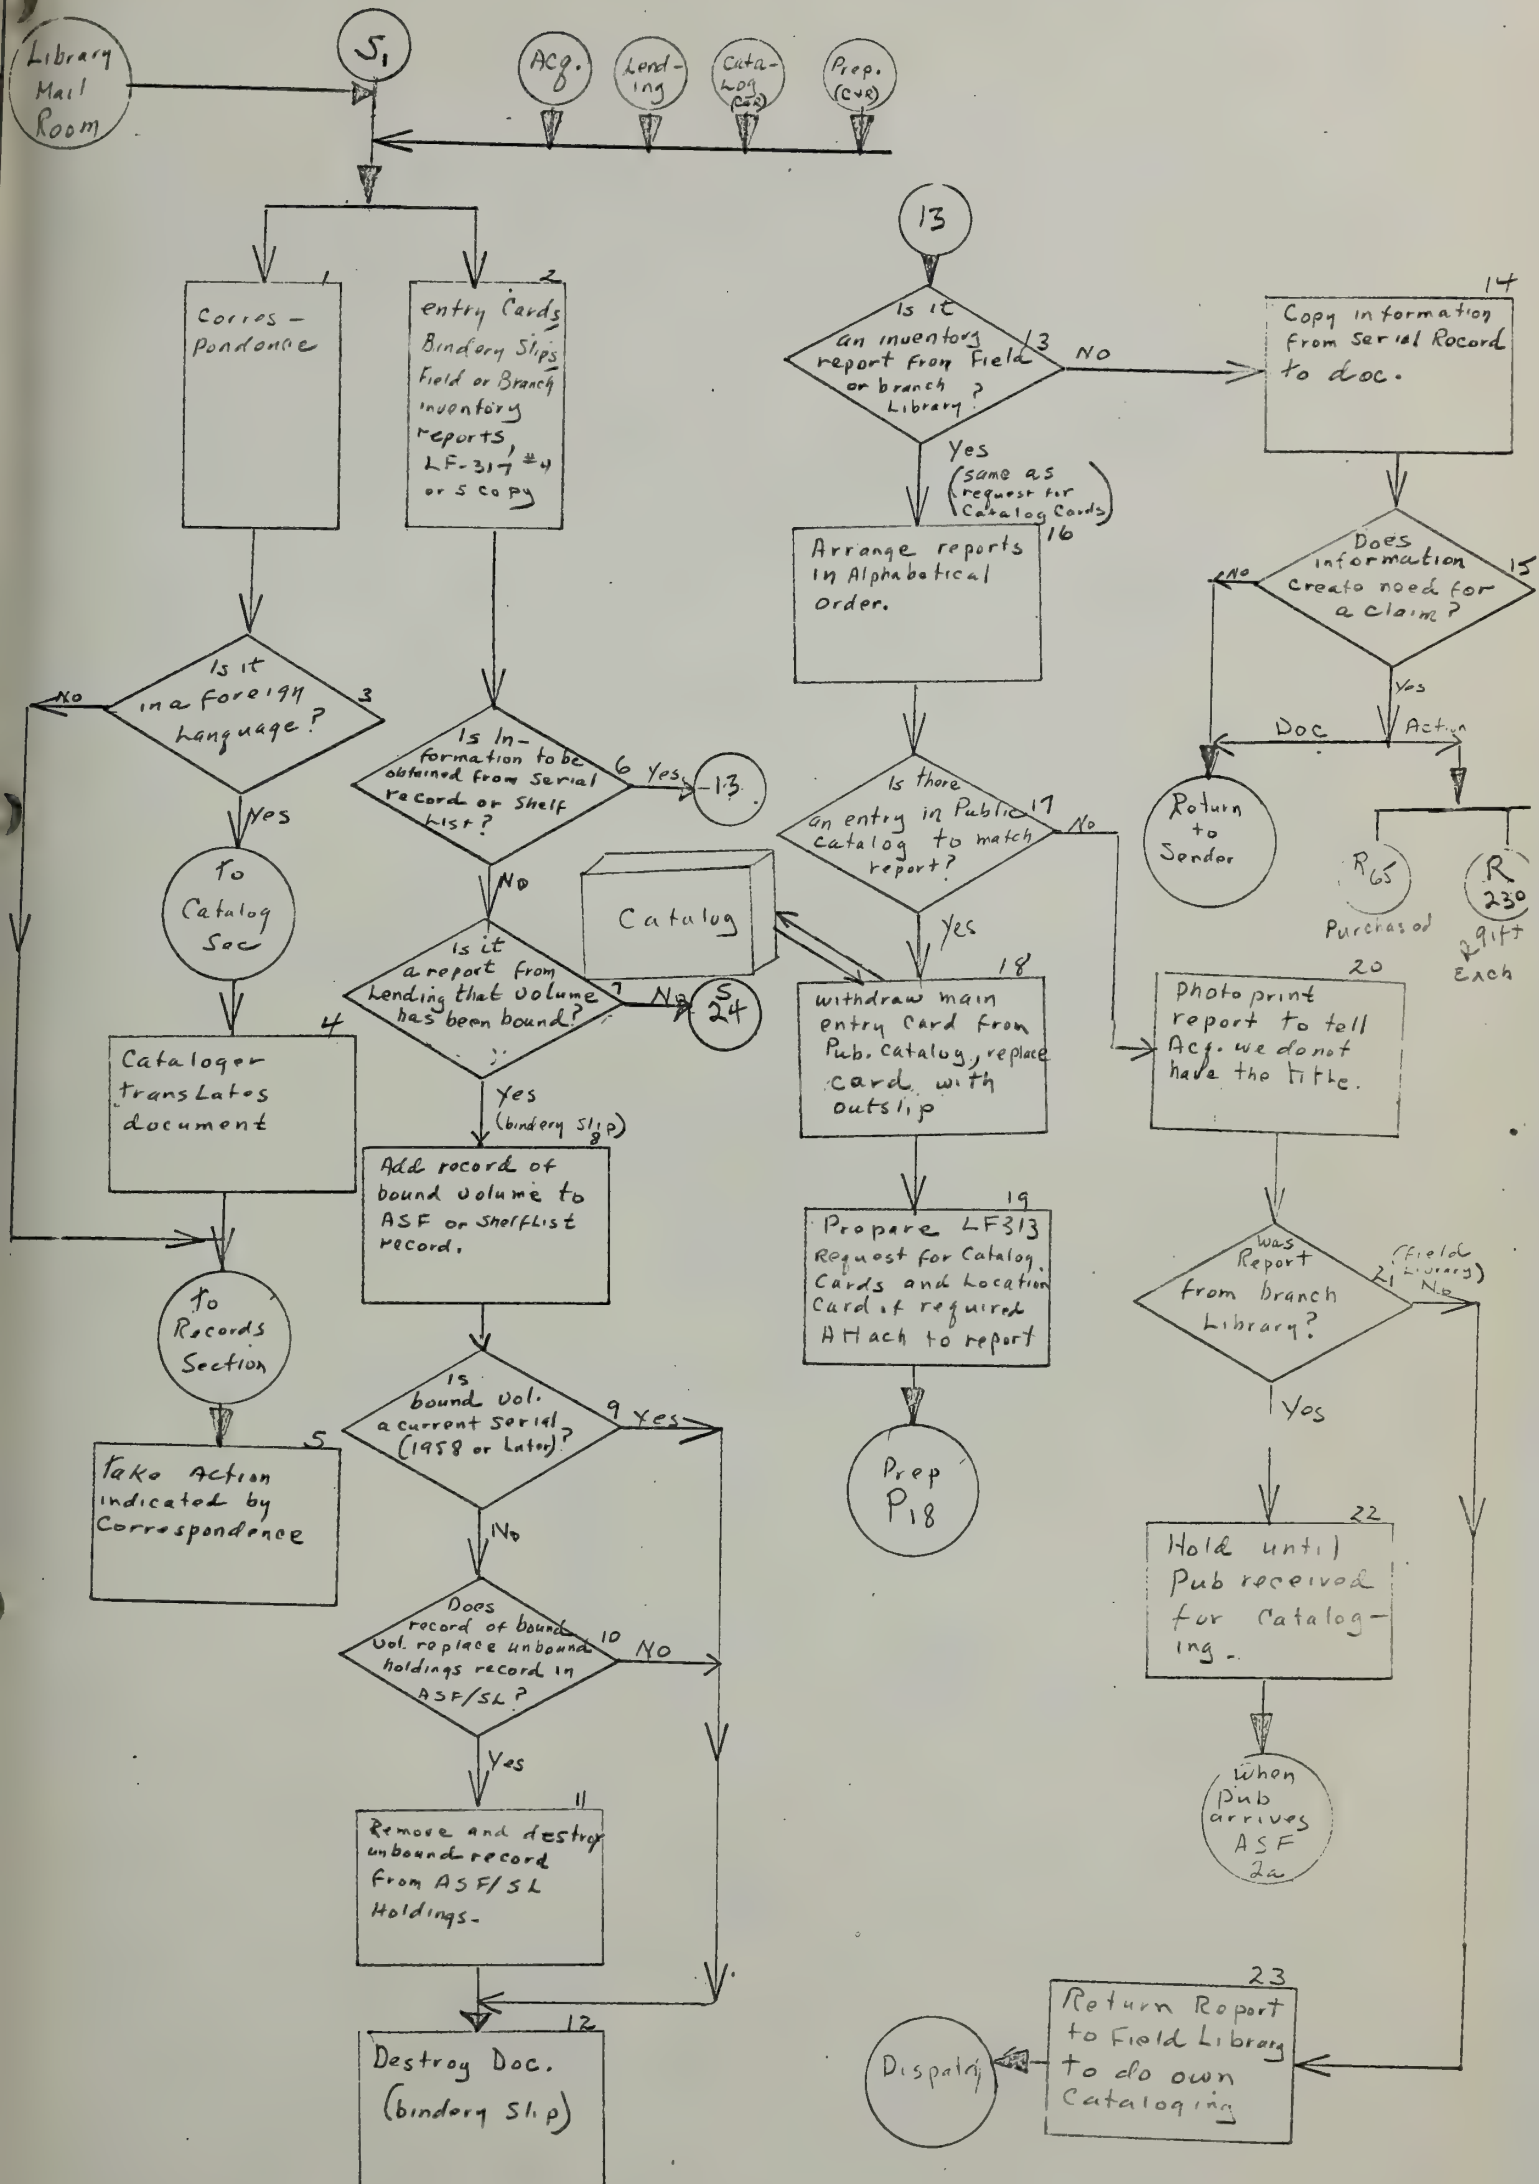 Library
Mail
Room
S1
Acq.
Lend-
ing
Cata-
Log
(C&R)
Prep.
(C&R)
1
Corres-
pondence
2
entry Cards
Bindery Slips
Field or Branch
inventory
reports,
LF-317 #4
or 5 copy
3
Is it
in a Foreign
Language?
No
Yes
To
Catalog
Sec
4
Cataloger
translates
document
To
Records
Section
5
Take Action
indicated by
Correspondence
6
Is In-
formation to be
obtained from Serial
record or Shelf
List?
Yes
13
No
7
Is it
a report from
Lending that volume
has been bound?
No
S
24
Yes
(bindery Slip)
8
Add record of
bound volume to
ASF or ShelfList
record.
9
Is
bound vol.
a current serial
(1958 or Later)?
Yes
No
10
Does
record of bound
vol. replace unbound
holdings record in
ASF/SL?
No
Yes
11
Remove and destroy
unbound record
From ASF/SL
Holdings-
12
Destroy Doc.
(bindery Slip)
13
Is it
an inventory 13
report from Field
or branch
Library?
No
Yes
(same as
request for
Catalog Cards)
14
Copy information
from Serial Record
to doc.
15
Does
information
create need for
a claim?
No
Yes
Doc
Action
Return
to
Sender
R65
Purchased
R
230
gift
Each
16
Arrange reports
in Alphabetical
order.
17
Is there
an entry in Public
Catalog to match
report?
No
Yes
Catalog
18
withdraw main
entry Card from
Pub. Catalog, replace
card with
outslip
19
Prepare LF313
Request for Catalog
Cards and Location
Card if required
Attach to report
Prep
P18
20
Photoprint
report to tell
Acq. we do not
have the title.
21
was
Report
from branch
Library?
(Field
Library)
No
Yes
22
Hold until
Pub received
for Catalog-
ing-
When
Pub
arrives
ASF
2a
23
Return Report
to Field Library
to do own
Cataloging
Dispatch